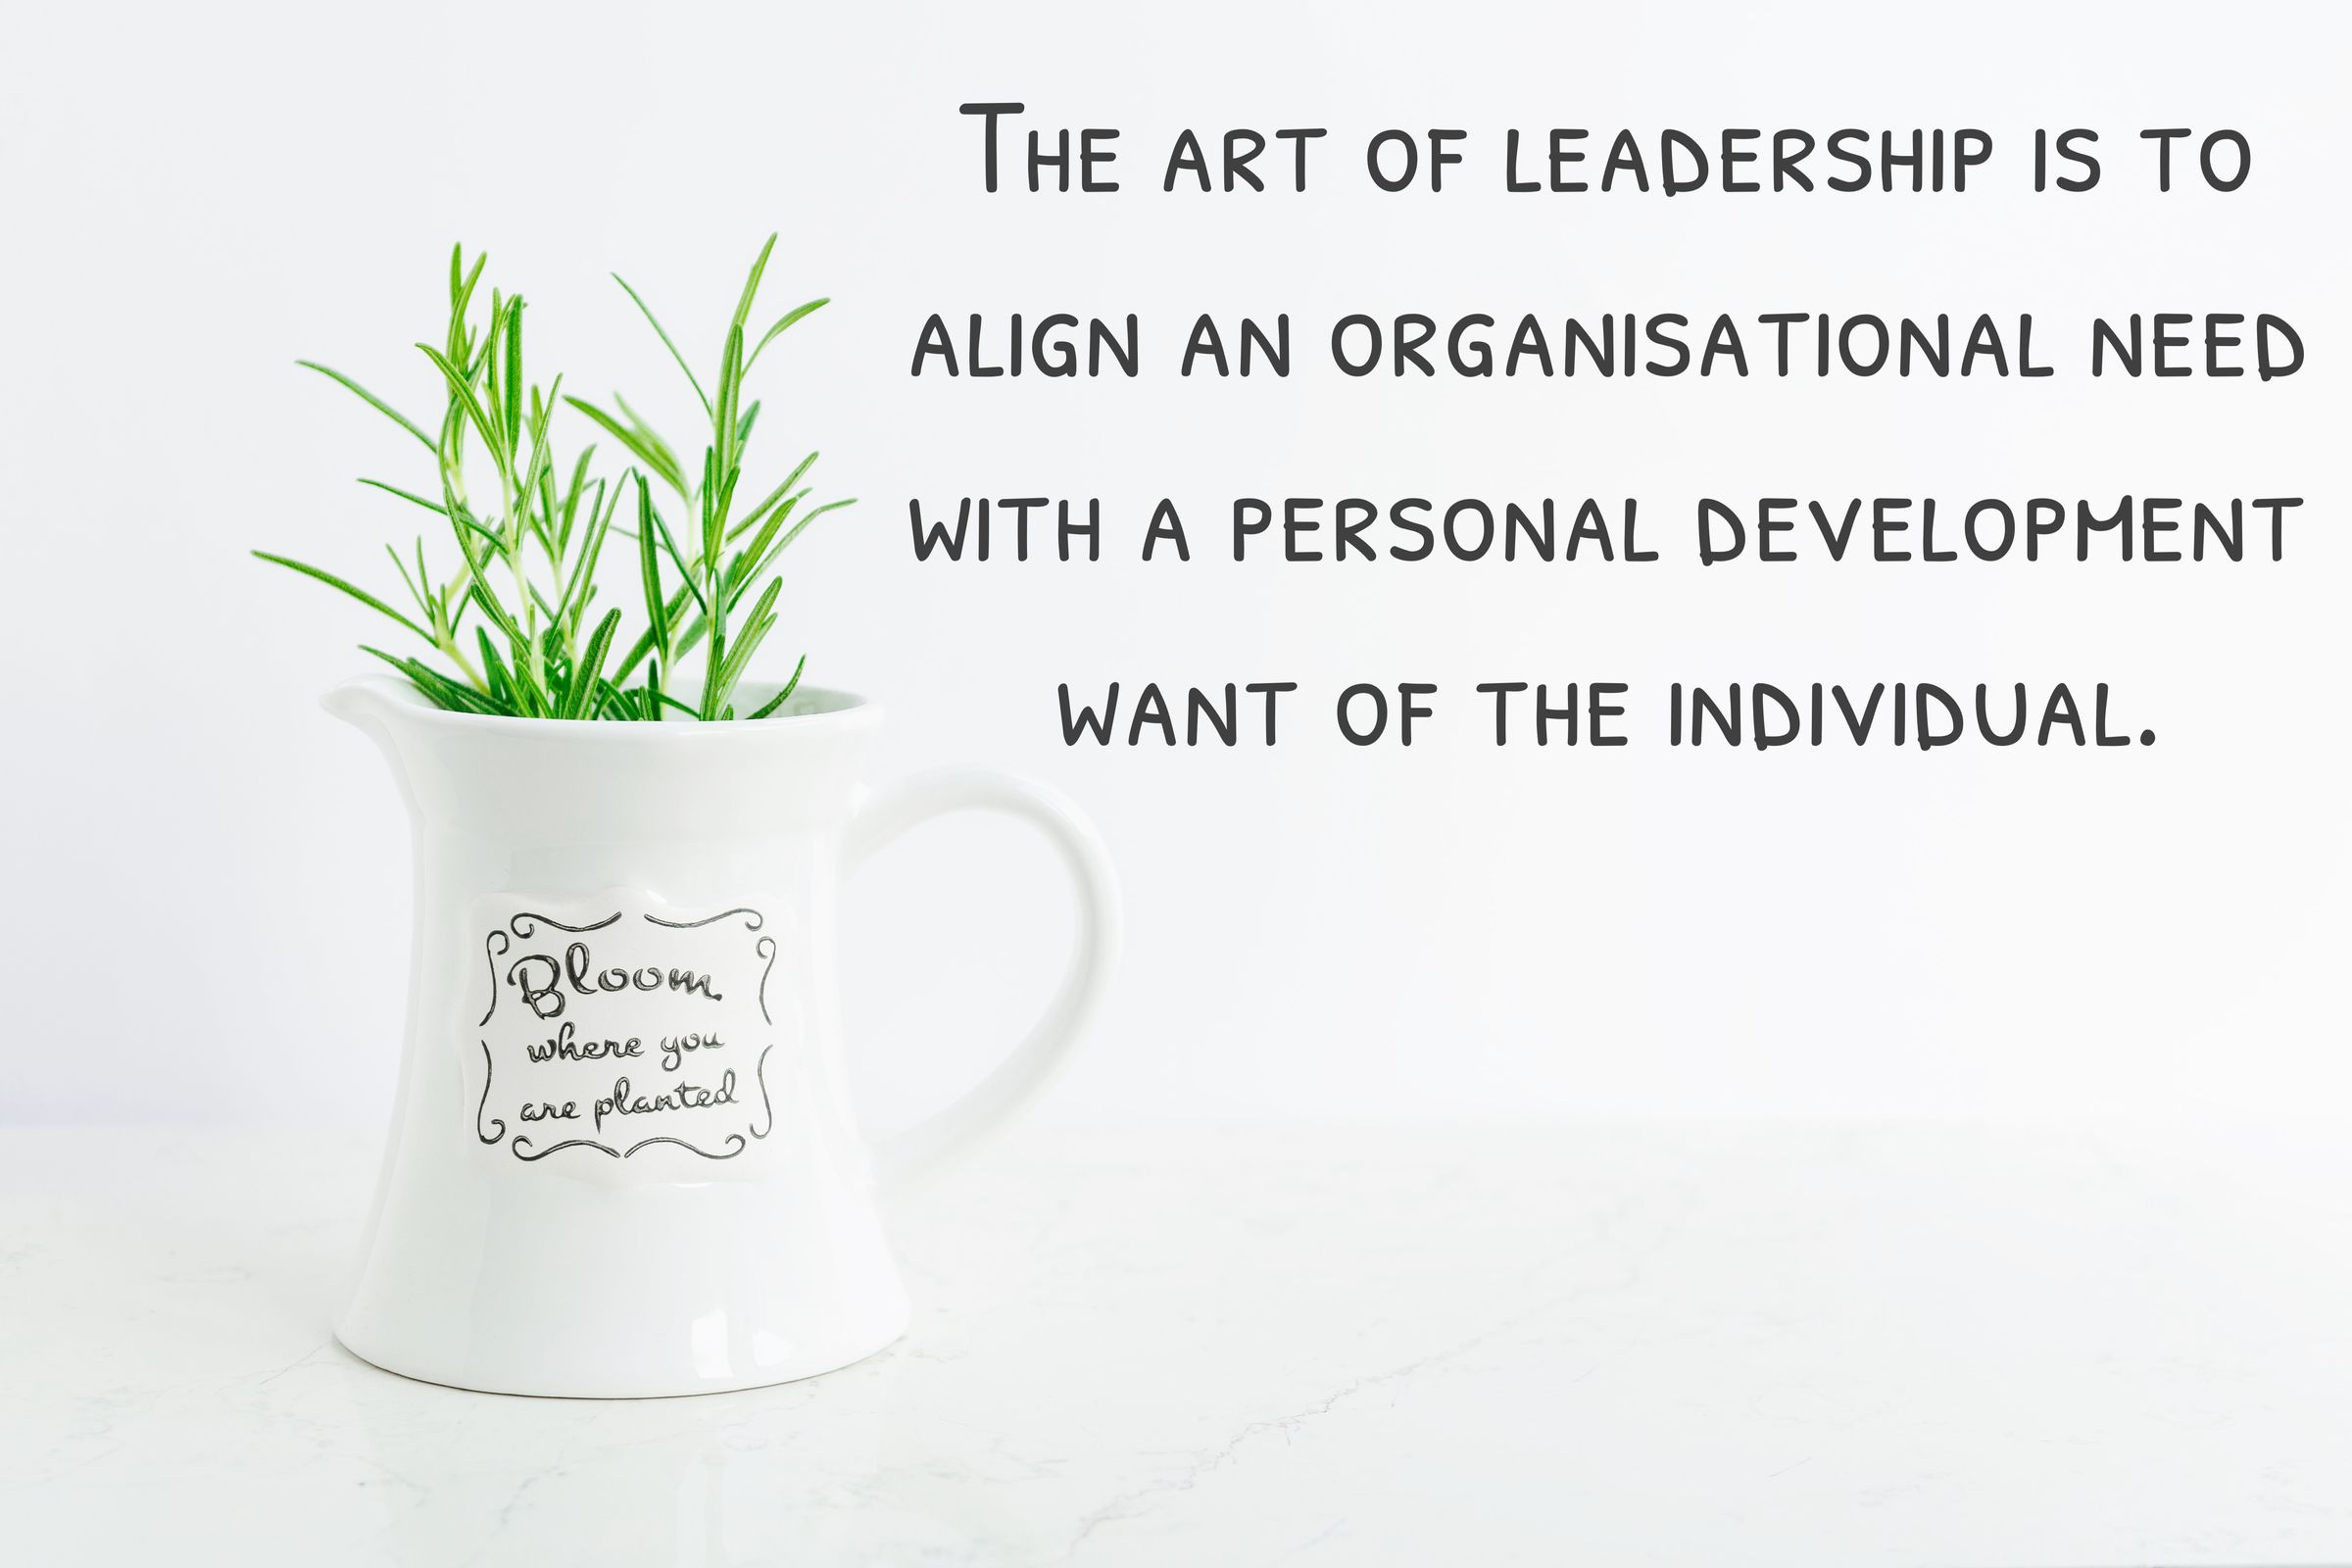 The art of leadership is to
align an organisational need
with a personal development
want of the individual.
Bloom
where you
are planted